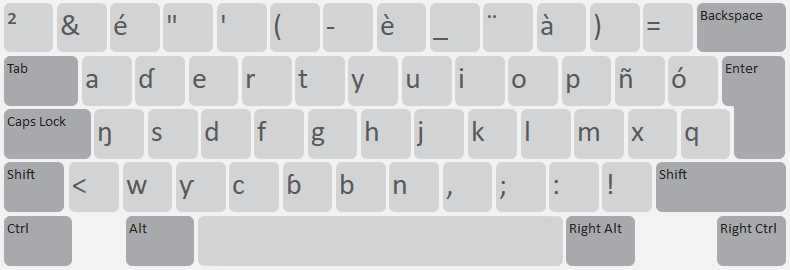 ² & é " ' ( - è _ ¨ à ) = Backspace
Tab a ɗ e r t y u i o p ñ ó Enter
Caps Lock ŋ s d f g h j k l m x q
Shift < w ƴ c ɓ b n , ; : ! Shift
Ctrl Alt Right Alt Right Ctrl